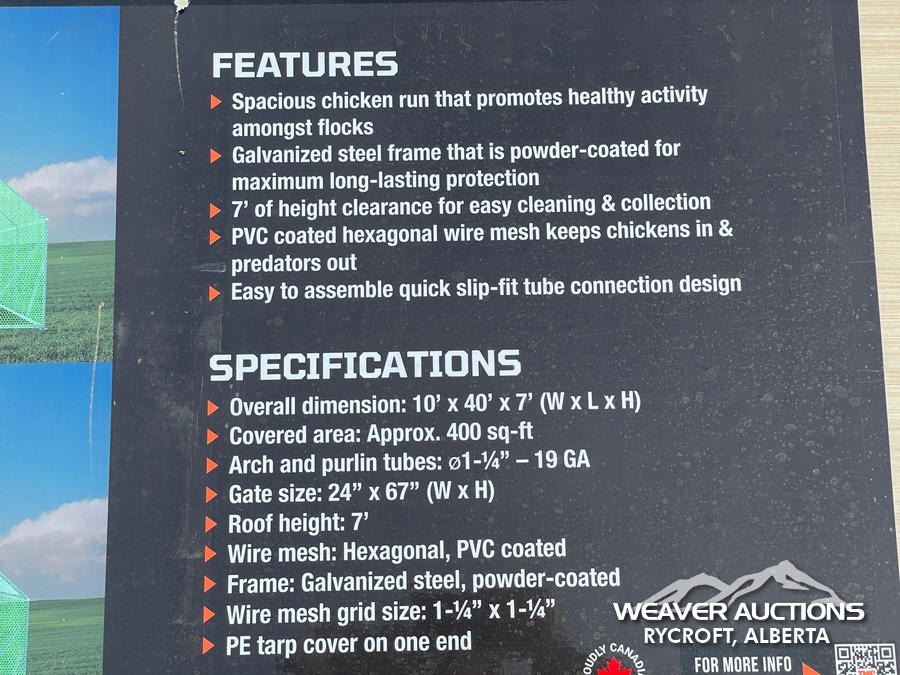 FEATURES
Spacious chicken run that promotes healthy activity
amongst flocks
Galvanized steel frame that is powder-coated for
maximum long-lasting protection
7’ of height clearance for easy cleaning & collection
PVC coated hexagonal wire mesh keeps chickens in &
predators out
Easy to assemble quick slip-fit tube connection design
SPECIFICATIONS
Overall dimension: 10’ x 40’ x 7’ (W x L x H)
Covered area: Approx. 400 sq-ft
Arch and purlin tubes: ⌀1-¼” – 19 GA
Gate size: 24” x 67” (W x H)
Roof height: 7’
Wire mesh: Hexagonal, PVC coated
Frame: Galvanized steel, powder-coated
Wire mesh grid size: 1-¼” x 1-¼”
PE tarp cover on one end
WEAVER AUCTIONS
RYCROFT, ALBERTA
FOR MORE INFO